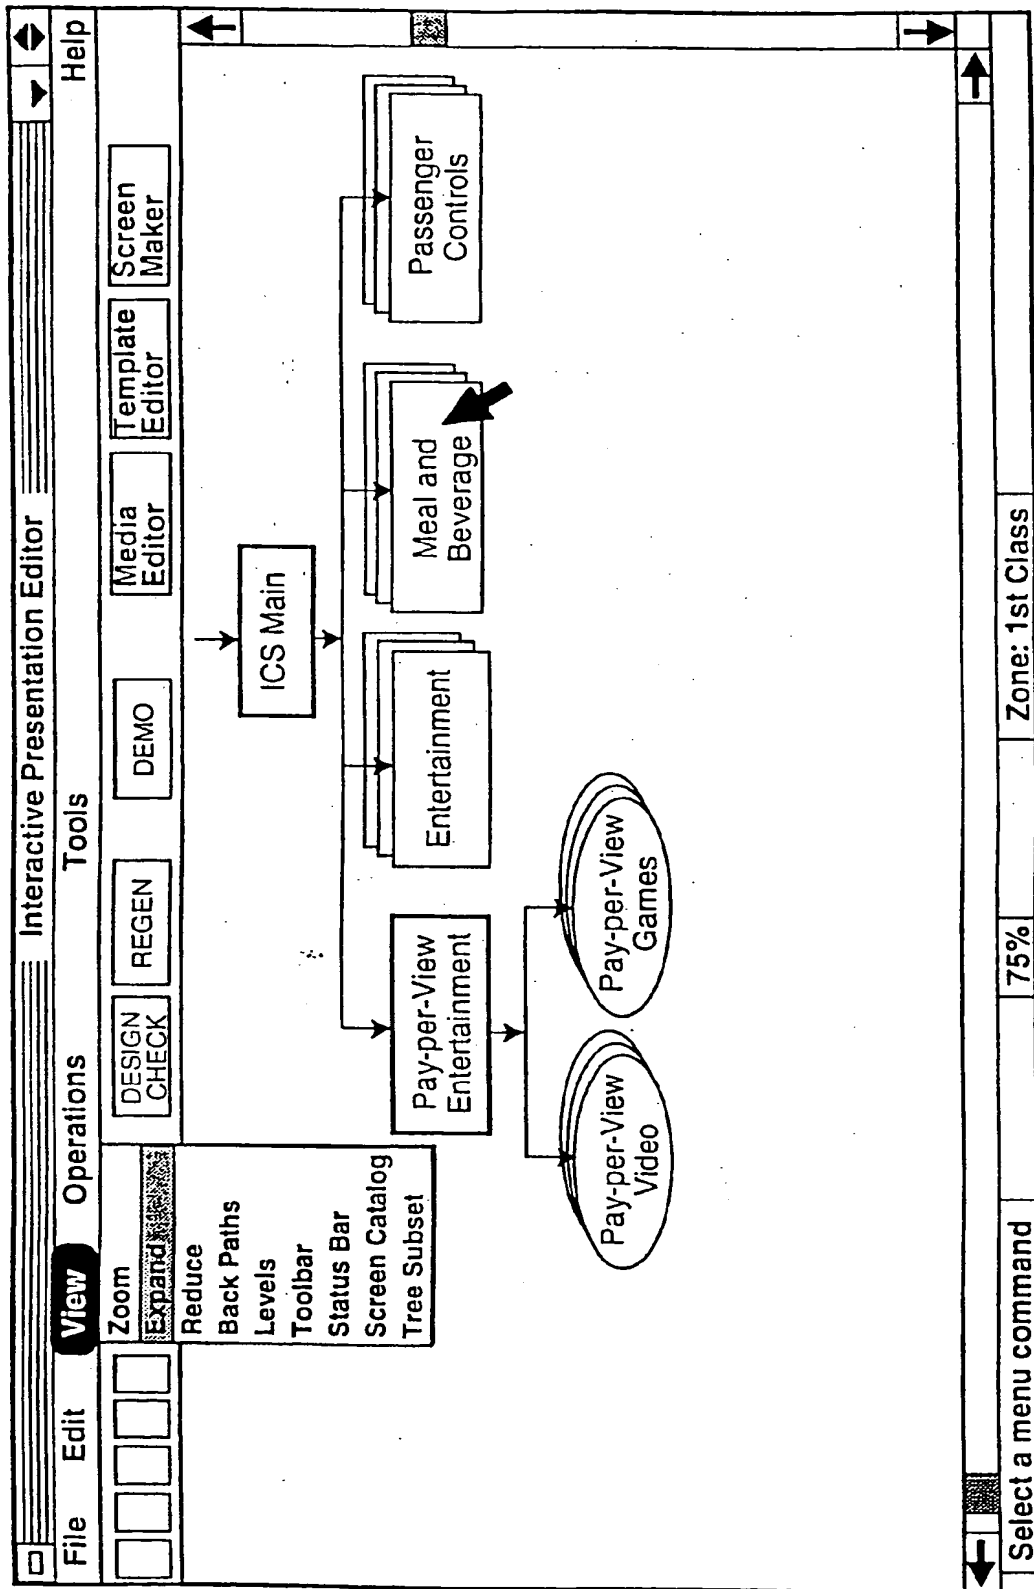 Interactive Presentation Editor
File Edit View Operations Tools Help
DESIGN
CHECK
REGEN
DEMO
Media
Editor
Template
Editor
Screen
Maker
Zoom
Expand
Reduce
Back Paths
Levels
Toolbar
Status Bar
Screen Catalog
Tree Subset
ICS Main
Pay-per-View
Entertainment
Entertainment
Meal and
Beverage
Passenger
Controls
Pay-per-View
Video
Pay-per-View
Games
Select a menu command
75%
Zone: 1st Class